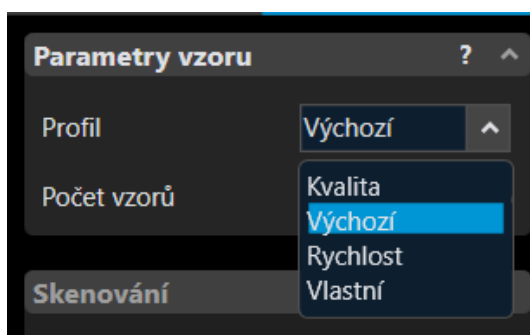 Parametry vzoru ?
Profil Výchozí
Počet vzorů
Kvalita
Výchozí
Rychlost
Vlastní
Skenování